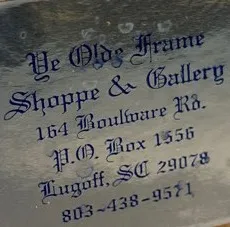 Ye Olde Frame
Shoppe & Gallery
164 Boulware Rd.
P.O. Box 1556
Lugoff, SC 29078
803-438-9571